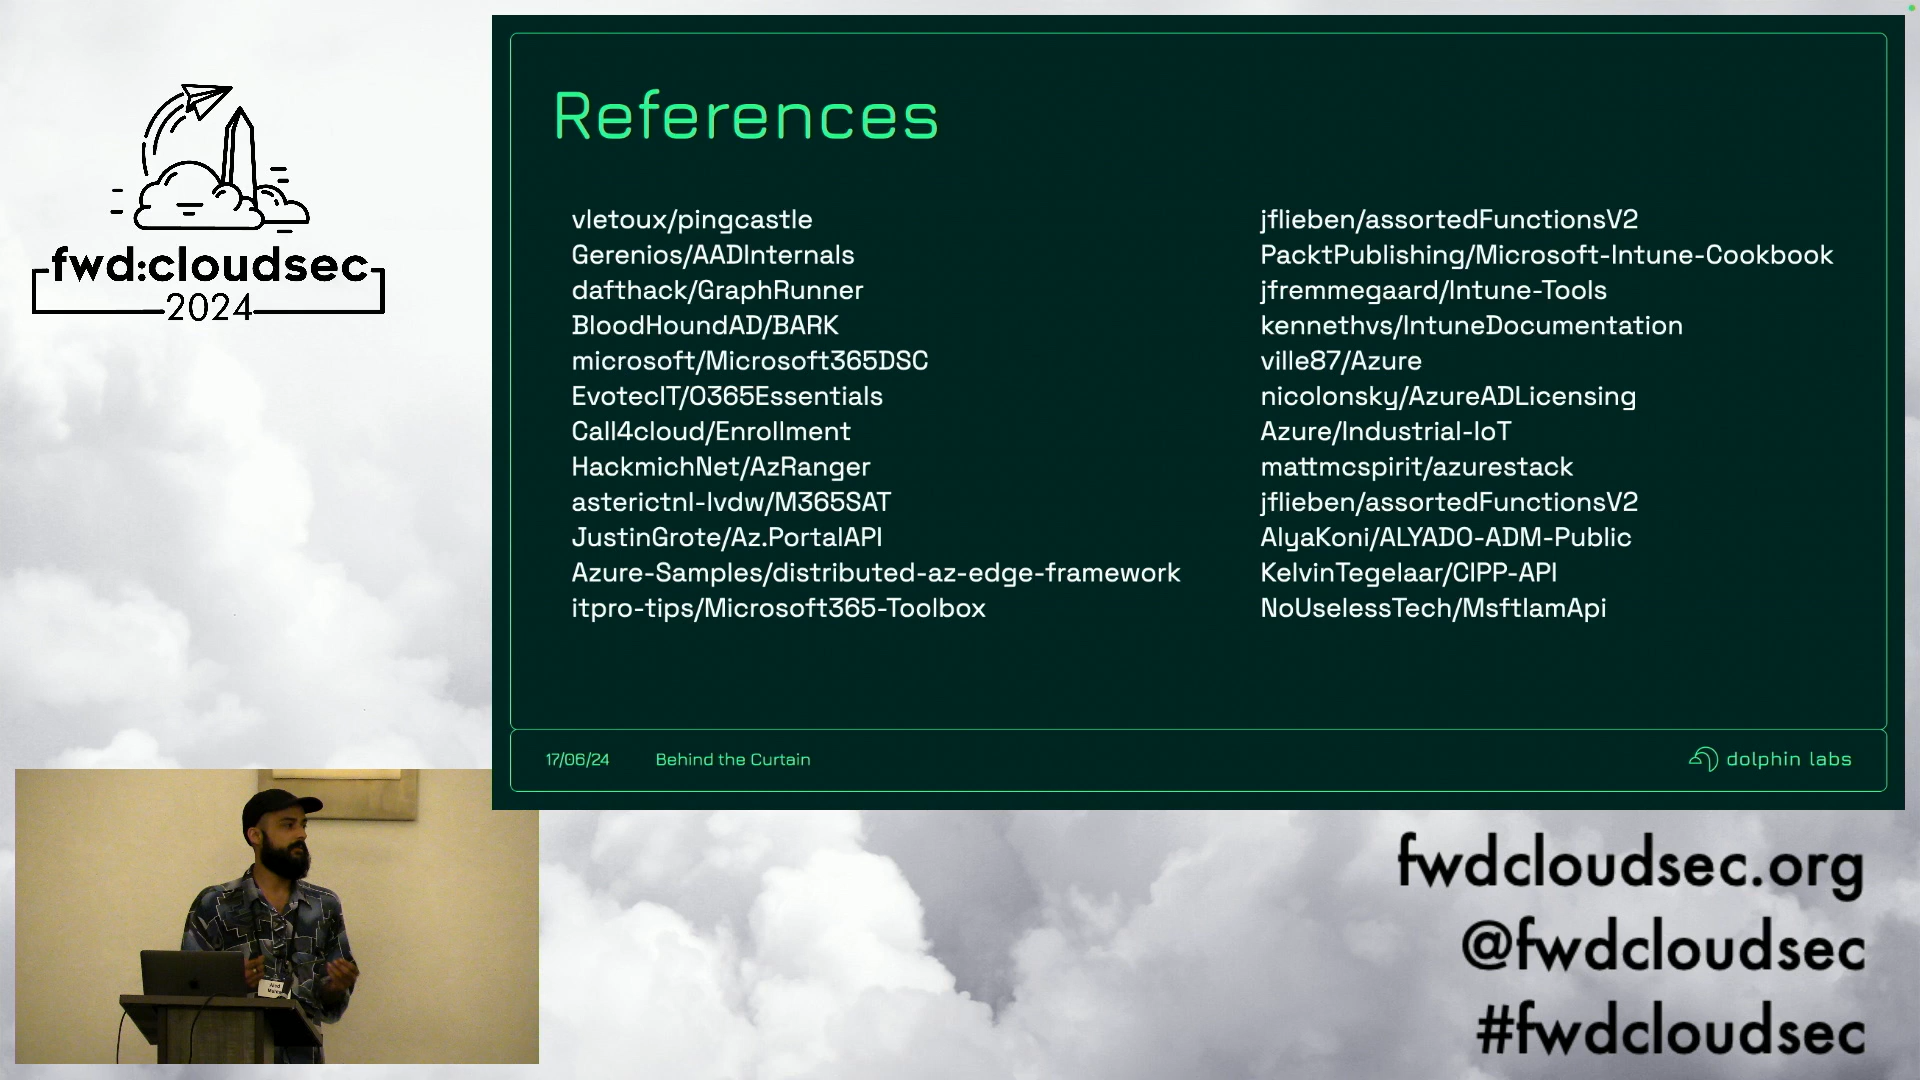 fwd:cloudsec
2024
References
vletoux/pingcastle
Gerenios/AADInternals
dafthack/GraphRunner
BloodHoundAD/BARK
microsoft/Microsoft365DSC
EvotecIT/O365Essentials
Call4cloud/Enrollment
HackmichNet/AzRanger
asterictnl-lvdw/M365SAT
JustinGrote/Az.PortalAPI
Azure-Samples/distributed-az-edge-framework
itpro-tips/Microsoft365-Toolbox
jflieben/assortedFunctionsV2
PacktPublishing/Microsoft-Intune-Cookbook
jfremmegaard/Intune-Tools
kennethvs/IntuneDocumentation
ville87/Azure
nicolonsky/AzureADLicensing
Azure/Industrial-IoT
mattmcspirit/azurestack
jflieben/assortedFunctionsV2
AlyaKoni/ALYADO-ADM-Public
KelvinTegelaar/CIPP-API
NoUselessTech/MsftIamApi
17/06/24 Behind the Curtain
dolphin labs
fwdcloudsec.org
@fwdcloudsec
#fwdcloudsec